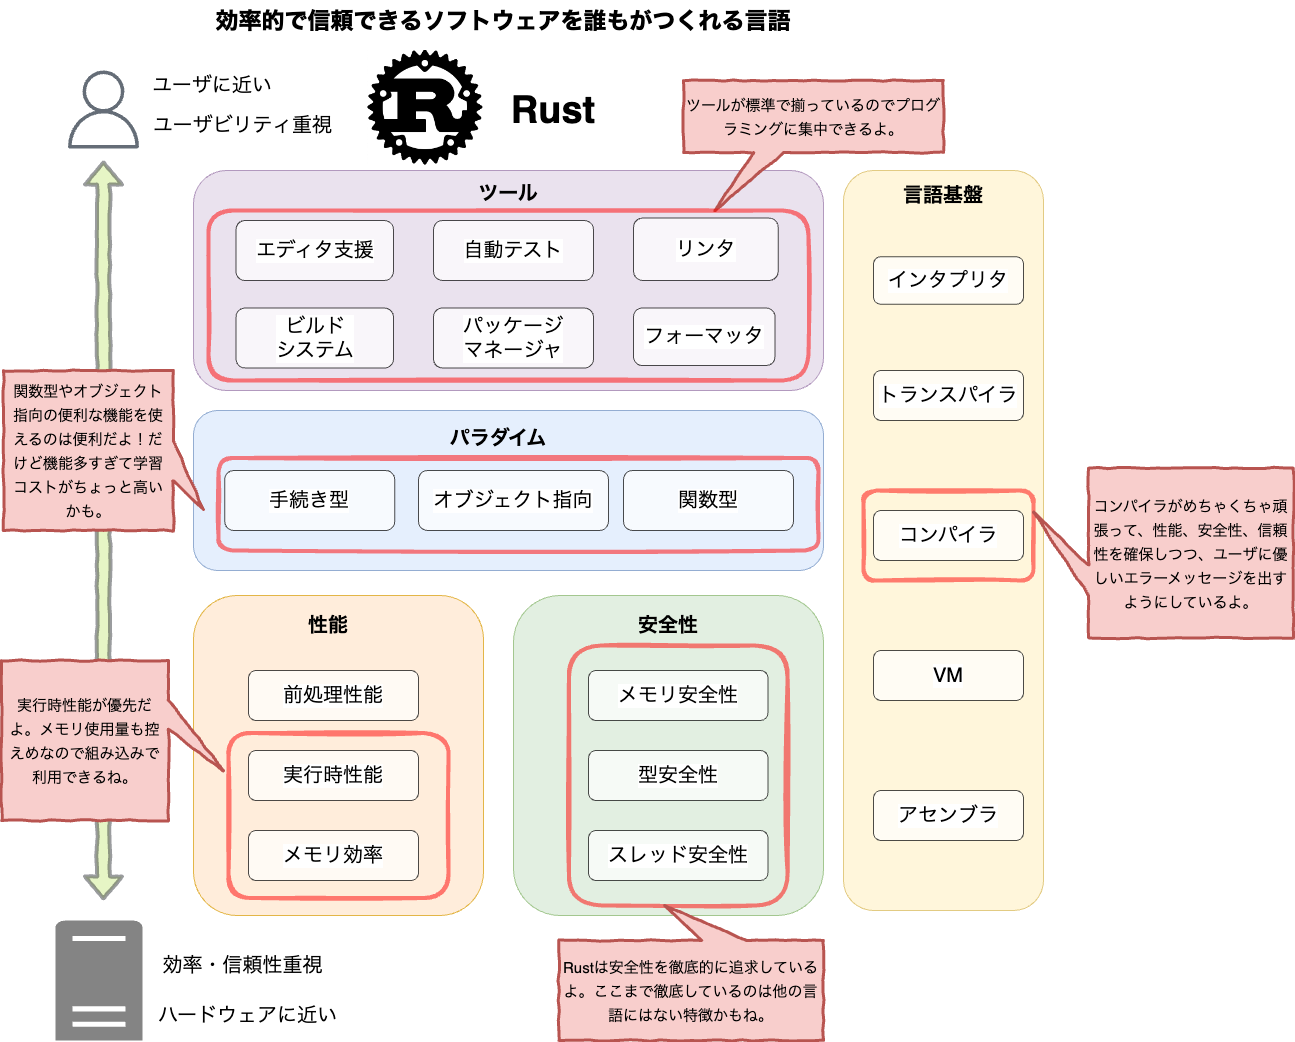 効率的で信頼できるソフトウェアを誰もがつくれる言語
ユーザに近い
ユーザビリティ重視
R
Rust
ツールが標準で揃っているのでプログ
ラミングに集中できるよ。
ツール
エディタ支援
自動テスト
リンタ
ビルド
システム
パッケージ
マネージャ
フォーマッタ
関数型やオブジェクト
指向の便利な機能を使
えるのは便利だよ！だ
けど機能多すぎて学習
コストがちょっと高い
かも。
パラダイム
手続き型
オブジェクト指向
関数型
性能
前処理性能
実行時性能
メモリ効率
実行時性能が優先だ
よ。メモリ使用量も控
えめなので組み込みで
利用できるね。
安全性
メモリ安全性
型安全性
スレッド安全性
Rustは安全性を徹底的に追求している
よ。ここまで徹底しているのは他の言
語にはない特徴かもね。
言語基盤
インタプリタ
トランスパイラ
コンパイラ
VM
アセンブラ
コンパイラがめちゃくちゃ頑
張って、性能、安全性、信頼
性を確保しつつ、ユーザに優
しいエラーメッセージを出す
ようにしているよ。
効率・信頼性重視
ハードウェアに近い